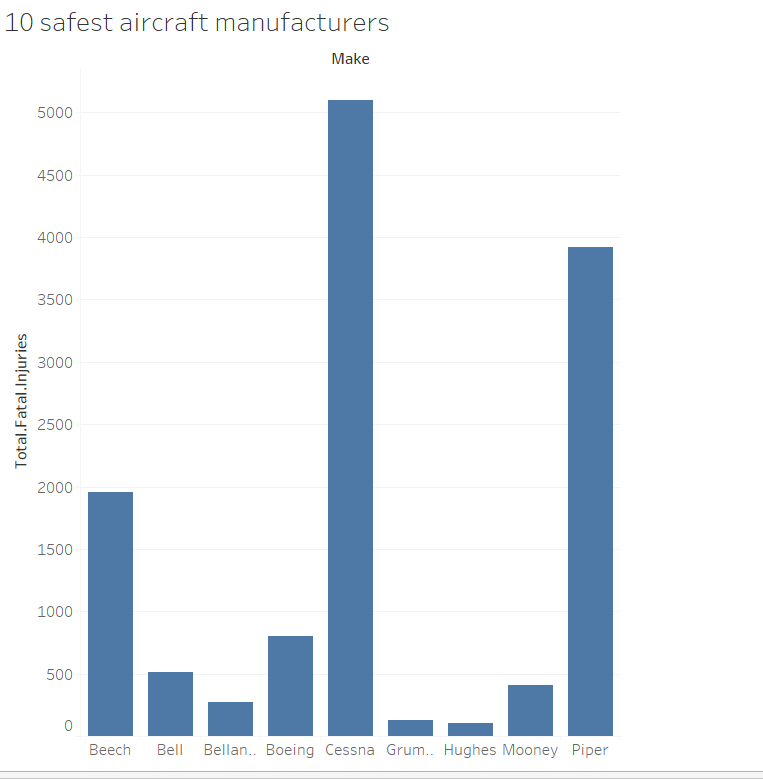 10 safest aircraft manufacturers
Make
Total.Fatal.Injuries
5000
4500
4000
3500
3000
2500
2000
1500
1000
500
0
Beech Bell Bellan.. Boeing Cessna Grum.. Hughes Mooney Piper